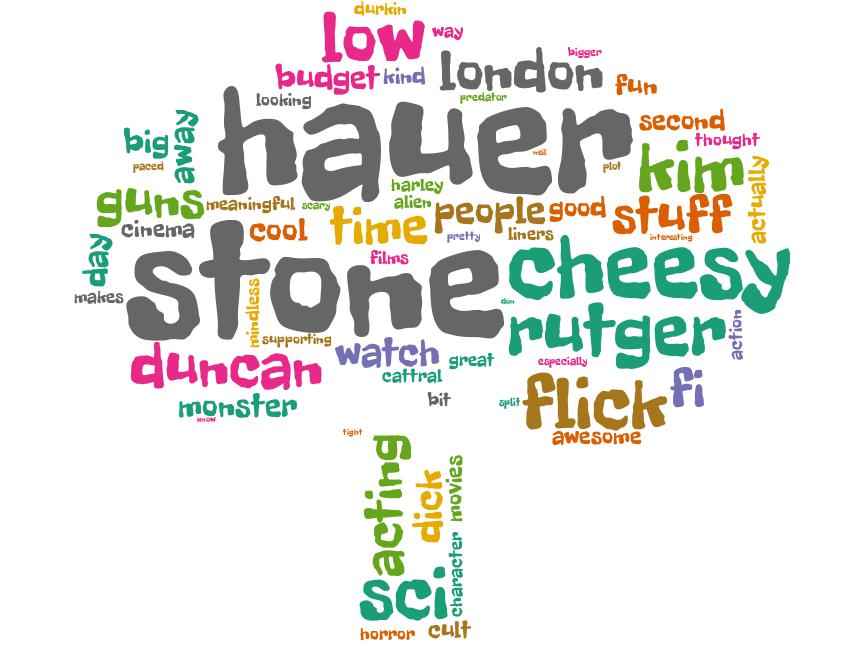 durkin
low
way
bigger
budget
kind
london
fun
looking
predator
hauer
second
thought
big
away
neil
plot
kim
paced
actually
harley
alien
guns
meaningful
scary
time
people
good
stuff
cinema
cool
pretty
liners
interesting
day
films
stone
cheesy
makes
don
mindless
supporting
rutger
action
duncan
watch
great
cattral
especially
flick
fi
monster
know
bit
split
awesome
tight
acting
dick
movies
sci
character
horror
cult